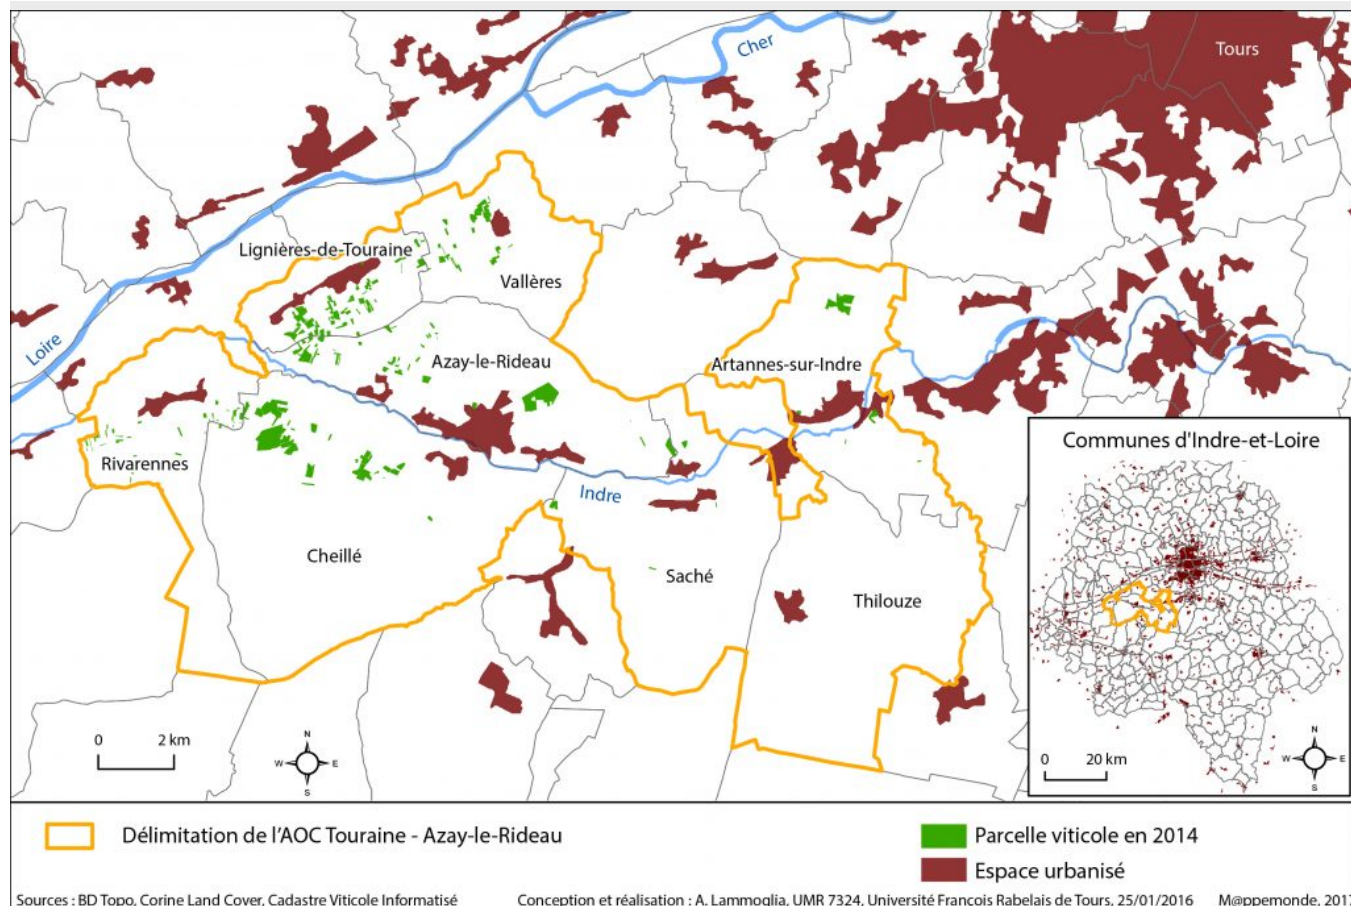 Cher
Tours
Lignières-de-Touraine
Vallères
Loire
Azay-le-Rideau
Artannes-sur-Indre
Rivarennes
Indre
Cheillé
Saché
Thilouze
0 2 km
N
W E
S
Communes d'Indre-et-Loire
0 20 km
N
W E
S
Délimitation de l'AOC Touraine - Azay-le-Rideau
Parcelle viticole en 2014
Espace urbanisé
Sources : BD Topo, Corine Land Cover, Cadastre Viticole Informatisé Conception et réalisation : A. Lammoglia, UMR 7324, Université François Rabelais de Tours, 25/01/2016 M@ppemonde, 2017